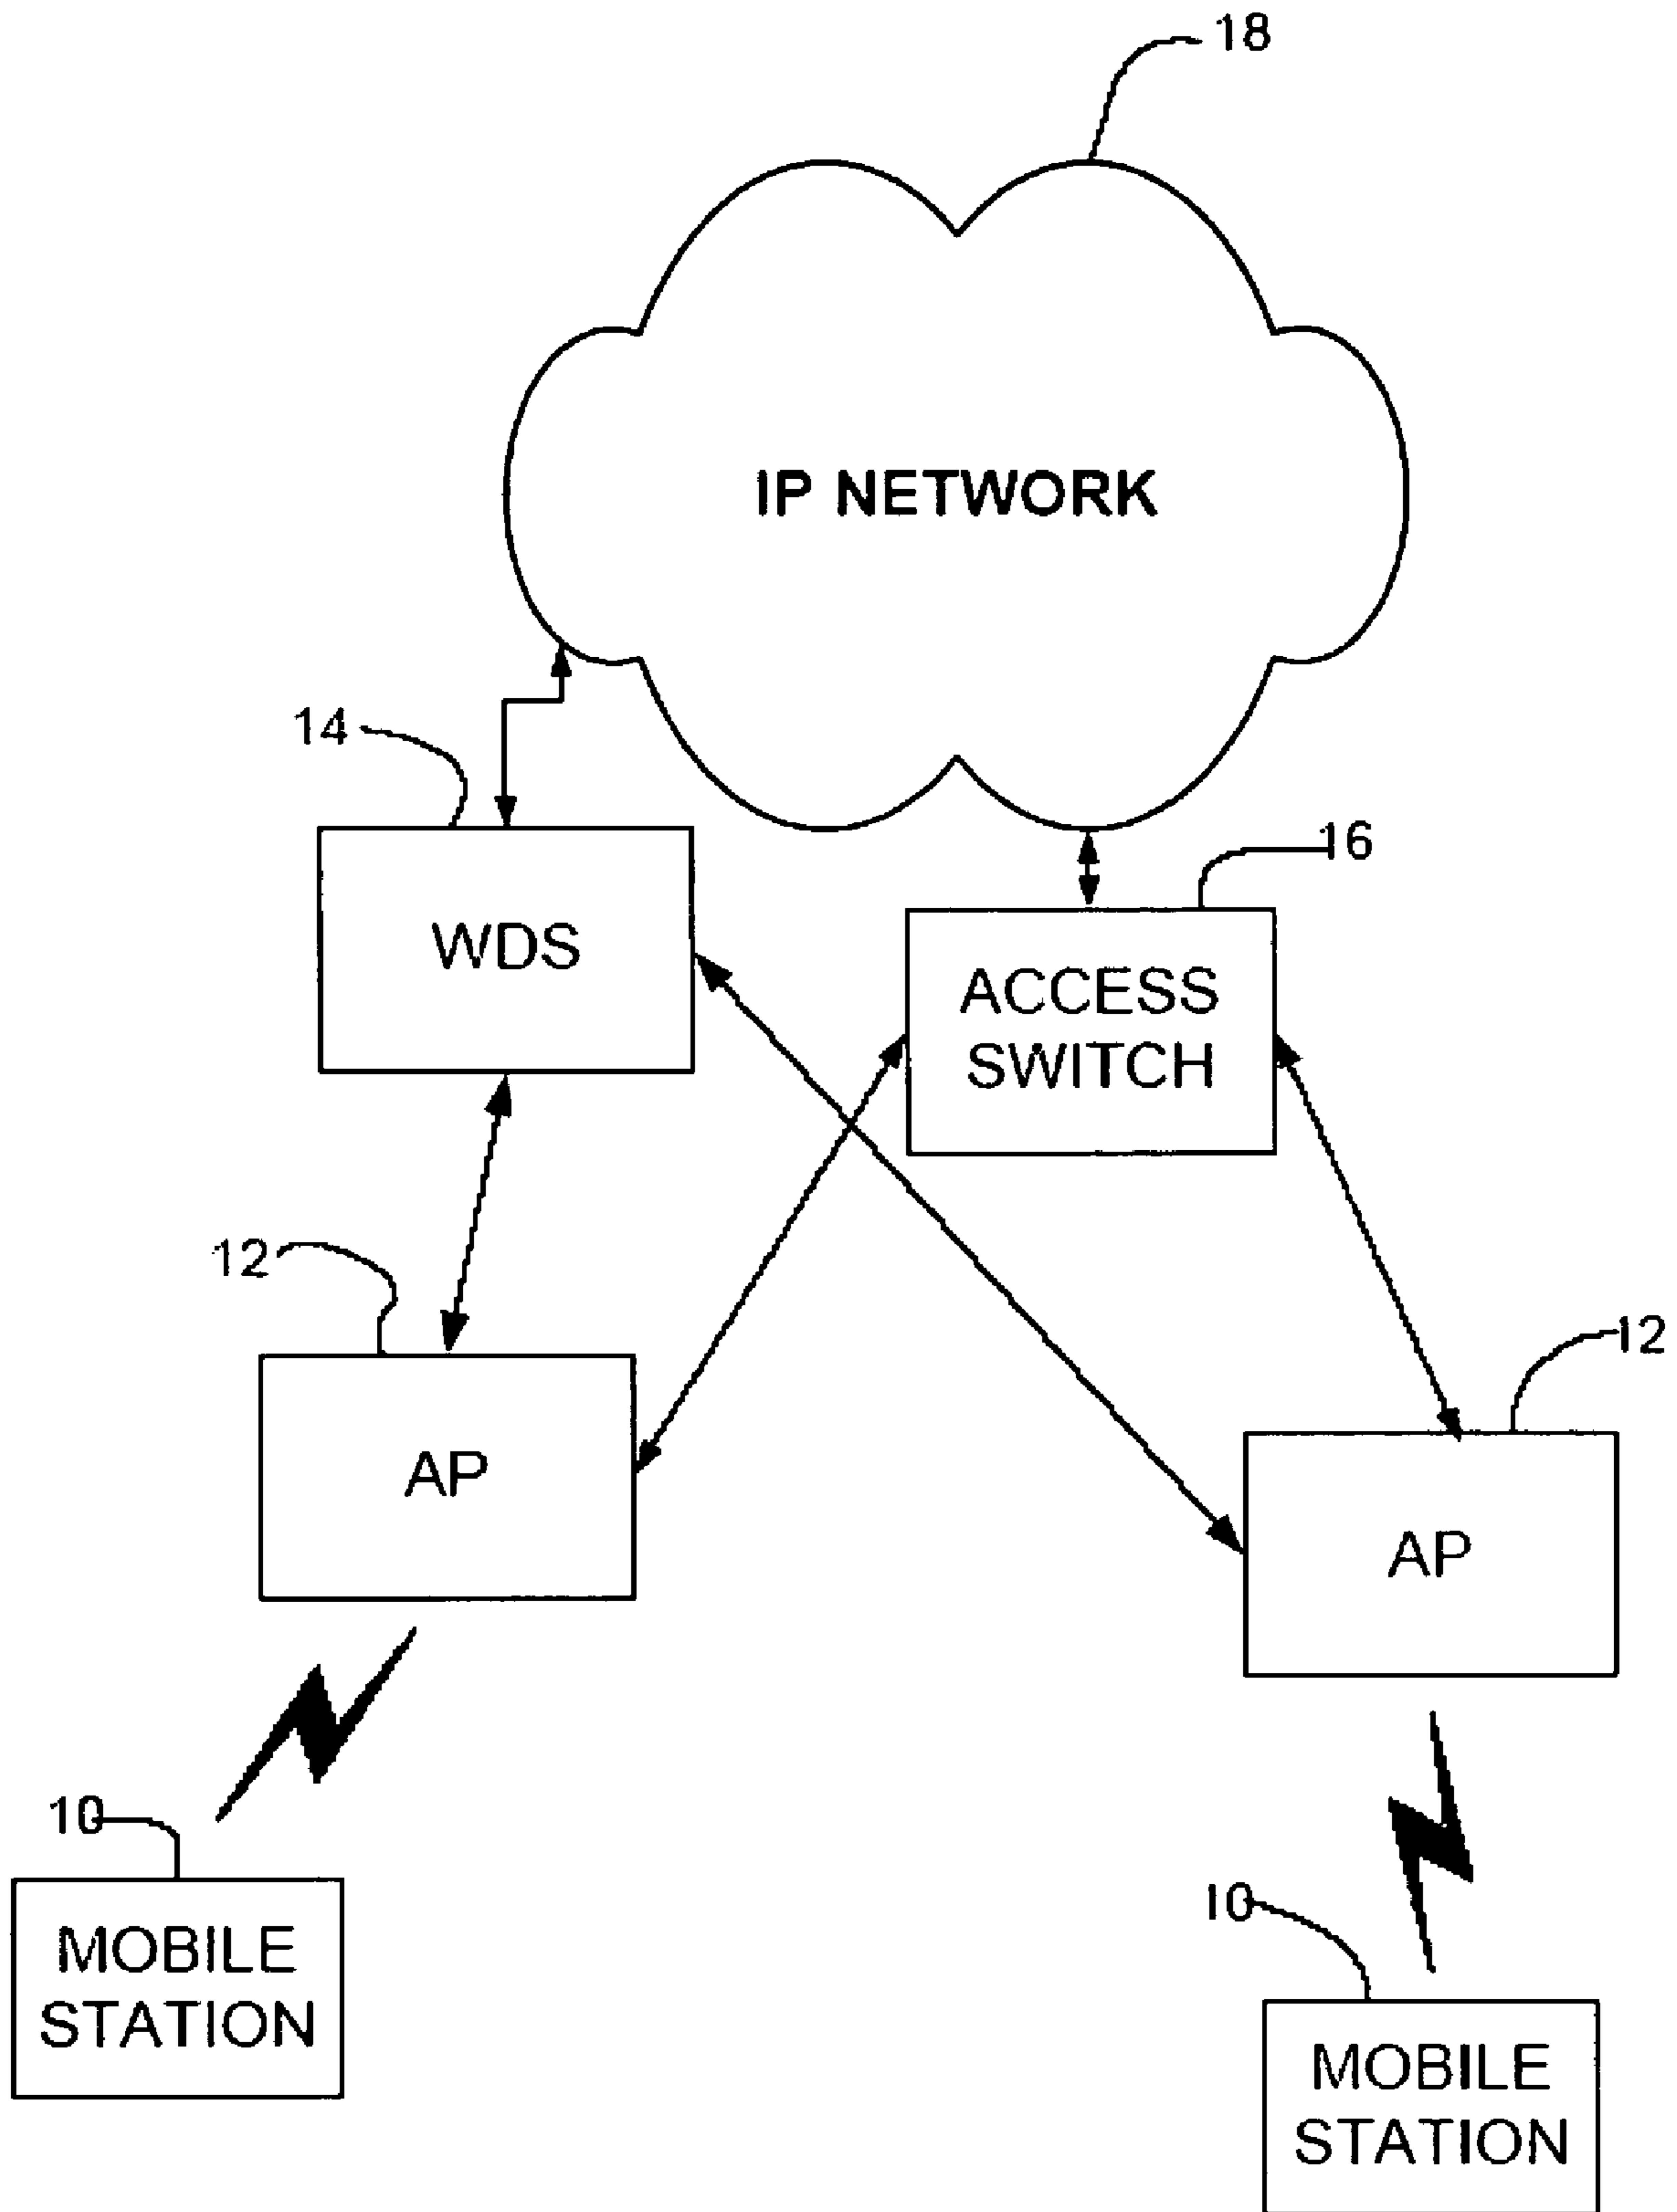 18
IP NETWORK
14
WDS
16
ACCESS
SWITCH
12
AP
12
AP
10
MOBILE
STATION
10
MOBILE
STATION